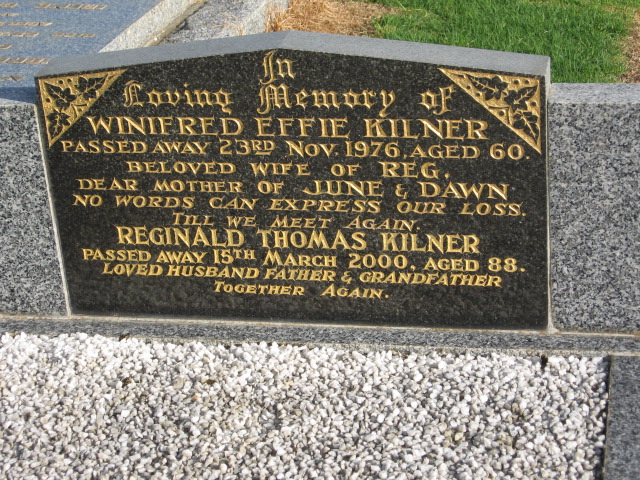 In
Loving Memory of
WINIFRED EFFIE KILNER
PASSED AWAY 23RD NOV. 1976. AGED 60.
BELOVED WIFE OF REG.
DEAR MOTHER OF JUNE & DAWN
NO WORDS CAN EXPRESS OUR LOSS.
TILL WE MEET AGAIN.
REGINALD THOMAS KILNER
PASSED AWAY 15TH MARCH 2000, AGED 88.
LOVED HUSBAND FATHER & GRANDFATHER
TOGETHER AGAIN.